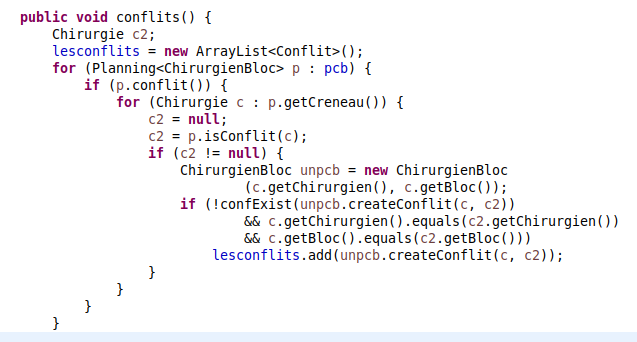 public void conflits() {
    Chirurgie c2;
    lesconflits = new ArrayList<Conflit>();
    for (Planning<ChirurgienBloc> p : pcb) {
        if (p.conflit()) {
            for (Chirurgie c : p.getCreneau()) {
                c2 = null;
                c2 = p.isConflit(c);
                if (c2 != null) {
                    ChirurgienBloc unpcb = new ChirurgienBloc
                            (c.getChirurgien(), c.getBloc());
                    if (!confExist(unpcb.createConflit(c, c2))
                            && c.getChirurgien().equals(c2.getChirurgien())
                            && c.getBloc().equals(c2.getBloc()))
                        lesconflits.add(unpcb.createConflit(c, c2));
                }
            }
        }
    }